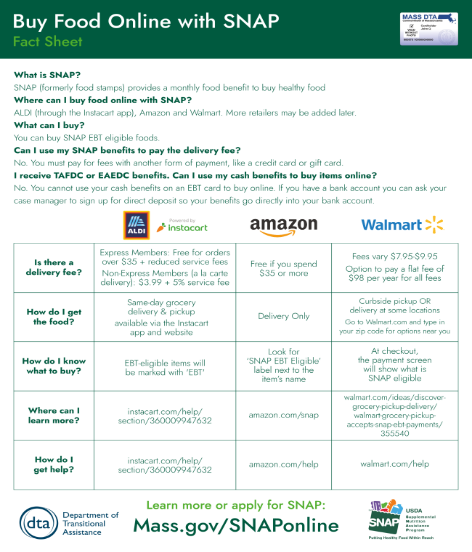 Buy Food Online with SNAP
Fact Sheet
MASS DTA
What is SNAP?
SNAP (formerly food stamps) provides a monthly food benefit to buy healthy food
Where can I buy food online with SNAP?
ALDI (through the Instacart app), Amazon and Walmart. More retailers may be added later.
What can I buy?
You can buy SNAP EBT eligible foods.
Can I use my SNAP benefits to pay the delivery fee?
No. You must pay for fees with another form of payment, like a credit card or gift card.
I receive TAFDC or EAEDC benefits. Can I use my cash benefits to buy items online?
No. You cannot use your cash benefits on an EBT card to buy online. If you have a bank account you can ask your
case manager to sign up for direct deposit so your benefits go directly into your bank account.
ALDI
Powered by
instacart
amazon
Walmart
Is there a
delivery fee?
Express Members: Free for orders
over $35 + reduced service fees
Non-Express Members (a la carte
delivery): $3.99 + 5% service fee
Free if you spend
$35 or more
Fees vary $7.95-$9.95
Option to pay a flat fee of
$98 per year for all fees
How do I get
the food?
Same-day grocery
delivery & pickup
available via the Instacart
app and website
Delivery Only
Curbside pickup OR
delivery at some locations
Go to Walmart.com and type in
your zip code for options near you
How do I know
what to buy?
EBT-eligible items will
be marked with 'EBT'
Look for
'SNAP EBT Eligible'
label next to the
item's name
At checkout,
the payment screen
will show what is
SNAP eligible
Where can I
learn more?
instacart.com/help/
section/360009947632
amazon.com/snap
walmart.com/ideas/discover-
grocery-pickup-delivery/
walmart-grocery-pickup-
accepts-snap-ebt-payments/
355540
How do I
get help?
instacart.com/help/
section/360009947632
amazon.com/help
walmart.com/help
dta
Department of
Transitional
Assistance
Learn more or apply for SNAP:
Mass.gov/SNAPonline
SNAP
USDA
Supplemental
Nutrition
Assistance
Program
Putting Healthy Food Within Reach